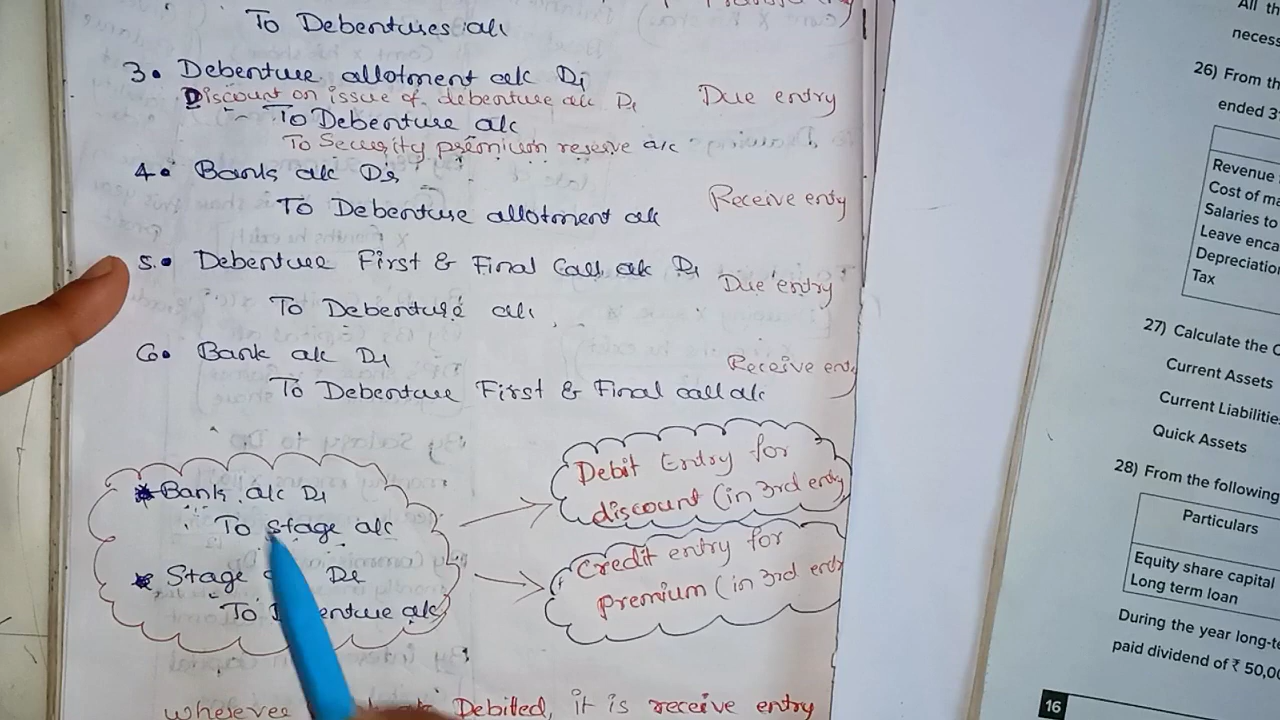 To Debentures a/c
3. Debenture allotment a/c Dr
Discount on issue of debenture a/c Dr Due entry
To Debenture a/c
To Security premium reserve a/c
4. Bank a/c Dr
To Debenture allotment a/c Receive entry
5. Debenture First & Final Call a/c Dr
Due entry
To Debenture a/c
6. Bank a/c Dr
Receive entry
To Debenture First & Final call a/c
* Bank a/c Dr
To Stage a/c
* Stage Dr
To a/c
Debit Entry for
discount (in 3rd entry
Credit entry for
premium (in 3rd entr
wherever Debited, it is receive entry
All th
necess
26) From th
ended 3
Revenue
Cost of ma
Salaries to
Leave enca
Depreciation
Tax
27) Calculate the C
Current Assets
Current Liabilitie
Quick Assets
28) From the following
Particulars
Equity share capital
Long term loan
During the year long-te
paid dividend of ₹ 50,00
16